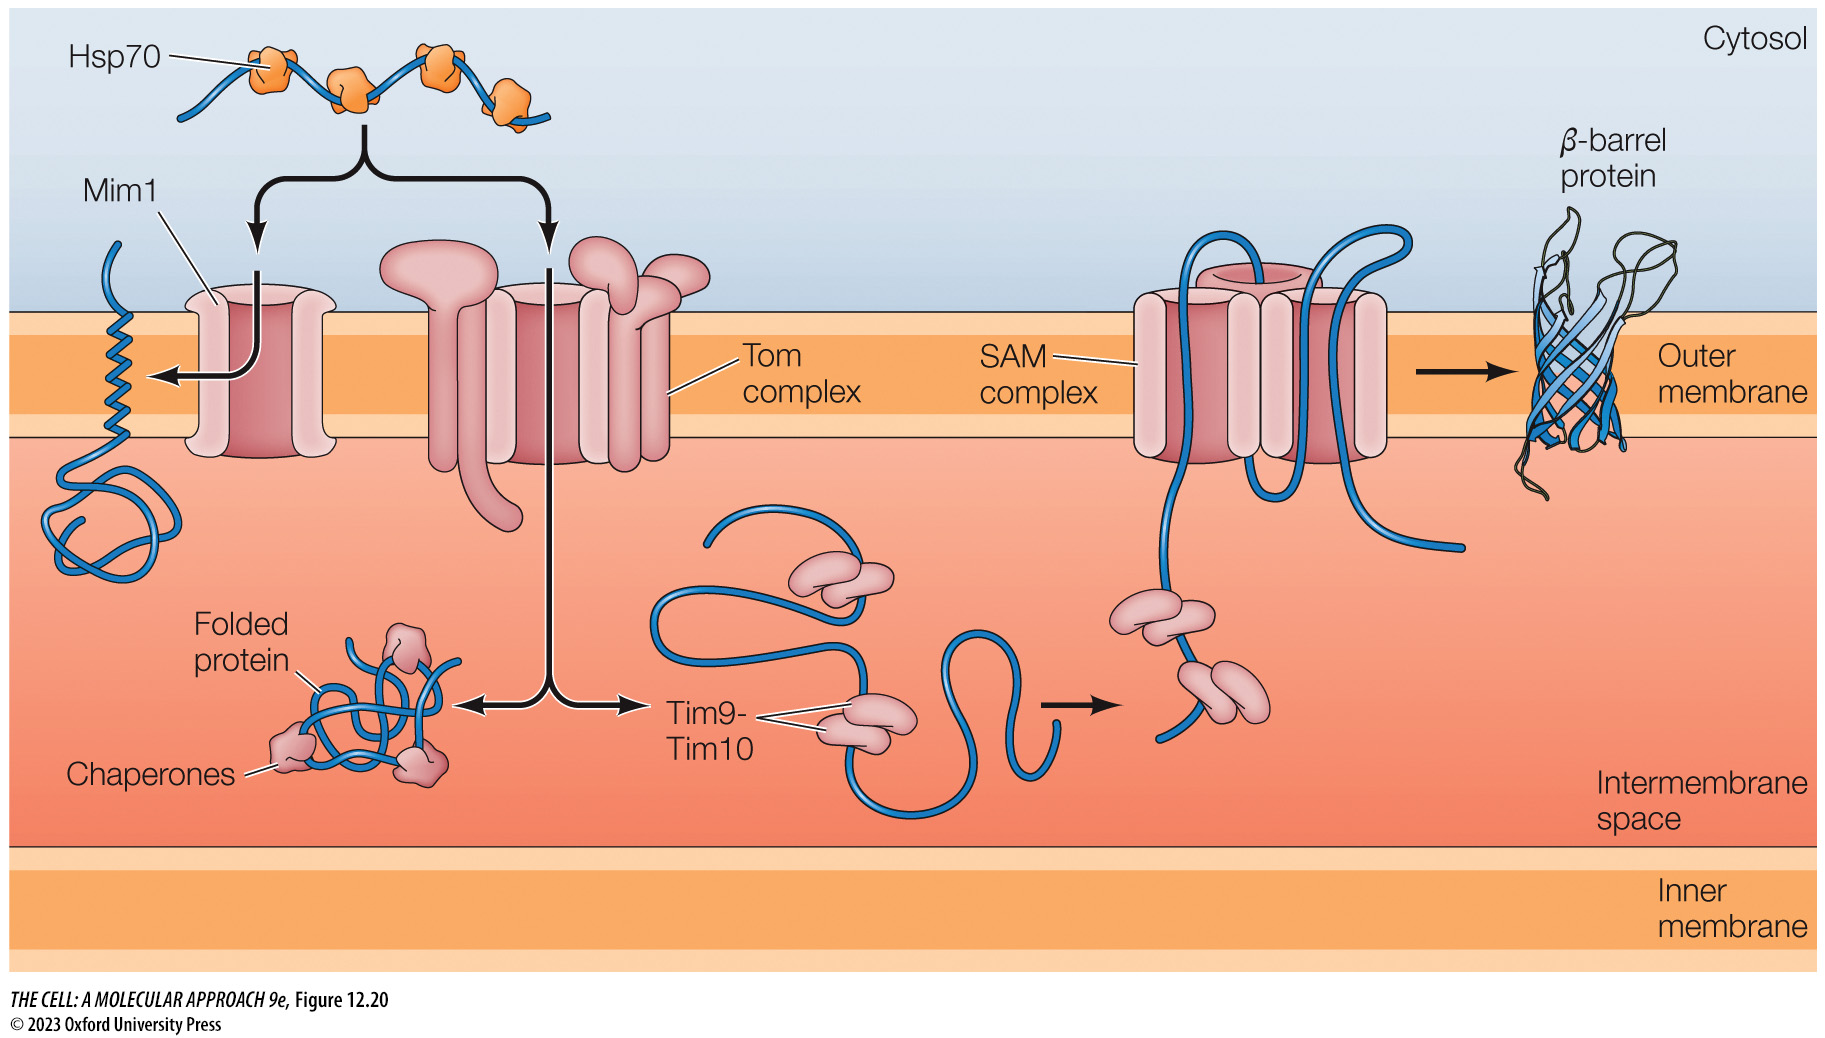 Cytosol
Hsp70
β-barrel
protein
Mim1
Tom
complex
SAM
complex
Outer
membrane
Folded
protein
Tim9-
Tim10
Chaperones
Intermembrane
space
Inner
membrane
THE CELL: A MOLECULAR APPROACH 9e, Figure 12.20
© 2023 Oxford University Press